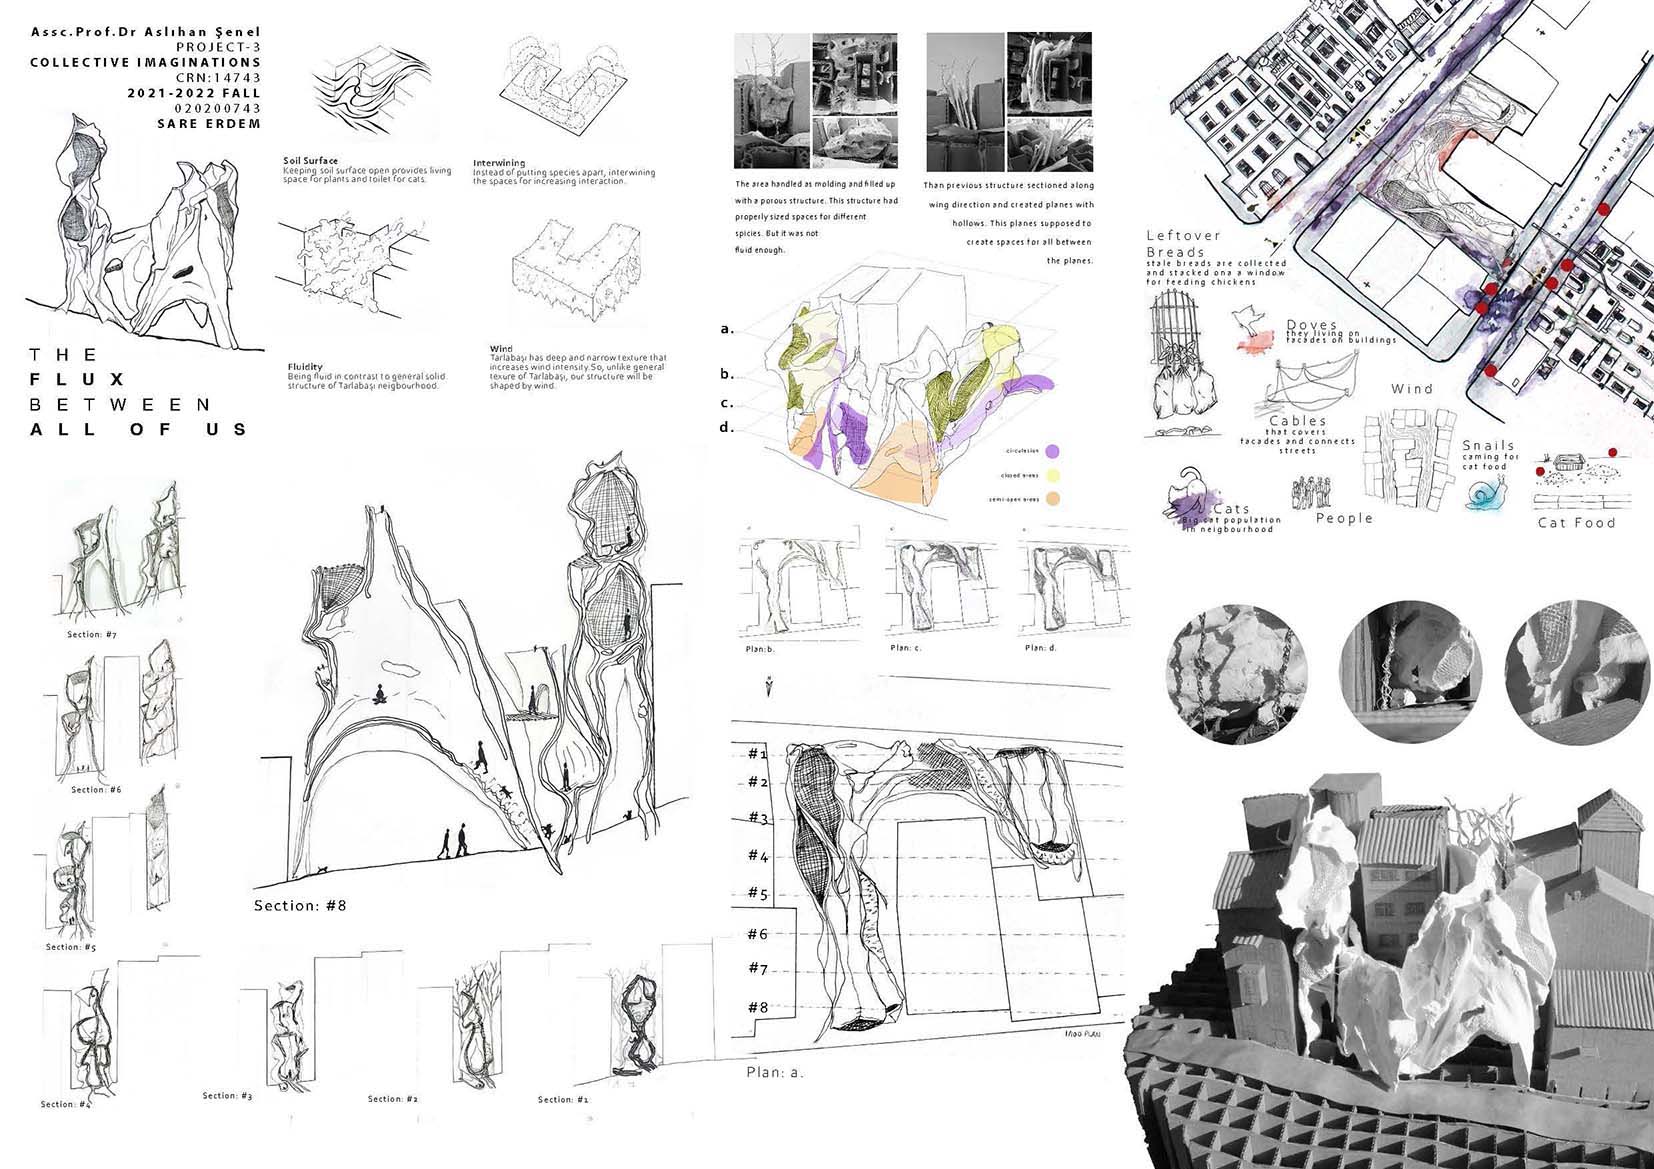 Assc.Prof.Dr Aslıhan Şenel
PROJECT-3
COLLECTIVE IMAGINATIONS
CRN:14743
2021-2022 FALL
020200743
SARE ERDEM
THE
FLUX
BETWEEN
ALL OF US
Soil Surface
Keeping soil surface open provides living
space for plants and toilet for cats.
Interwining
Instead of putting species apart, interwining
the spaces for increasing interaction.
Fluidity
Being fluid in contrast to general solid
structure of Tarlabaşı neigbourhood.
Wind
Tarlabaşı has deep and narrow texture that
increases wind intensity. So, unlike general
texure of Tarlabaşı, our structure will be
shaped by wind.
The area handled as molding and filled up
with a porous structure. This structure had
properly sized spaces for different
spicies. But it was not
fluid enough.
Than previous structure sectioned along
wing direction and created planes with
hollows. This planes supposed to
create spaces for all between
the planes.
a.
b.
c.
d.
circulation
closed areas
semi-open areas
Leftover
Breads
stale breads are collected
and stacked ona a window
for feeding chickens
Doves
they living on
facades on buildings
Cables
that covers
facades and connects
streets
Wind
Snails
caming for
cat food
Cats
Big cat population
in neigbourhood
People
Cat Food
SOKAK
Section: #7
Section: #6
Section: #5
Section: #4
Section: #3
Section: #2
Section: #1
Section: #8
Plan:b.
Plan: c.
Plan: d.
#1
#2
#3
#4
#5
#6
#7
#8
Plan: a.